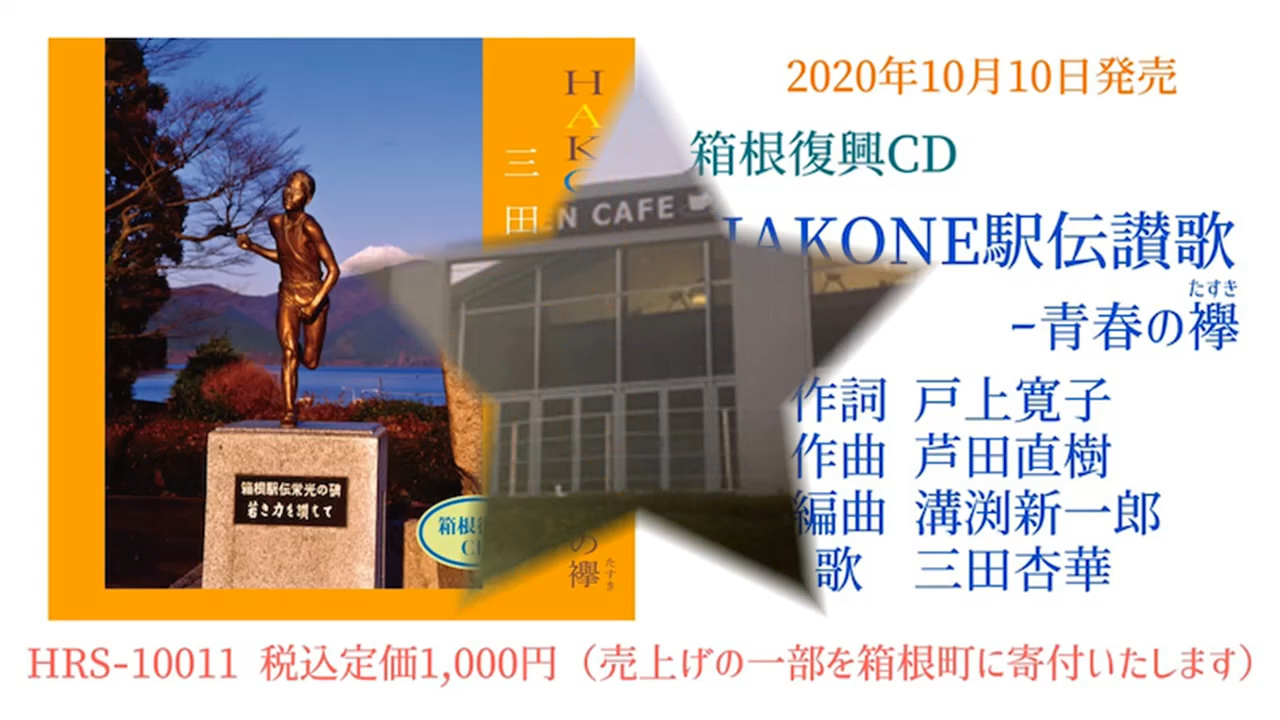 2020年10月10日発売
箱根復興CD
HAKONE駅伝讃歌
たすき
–青春の襷
作詞 戸上寛子
作曲 芦田直樹
編曲 溝渕新一郎
歌 三田杏華
HAKO
三田
N CAFE
箱根駅伝栄光の碑
若き力を讃えて
箱根
の襷
たすき
HRS-10011 税込定価1,000円（売上げの一部を箱根町に寄付いたします）